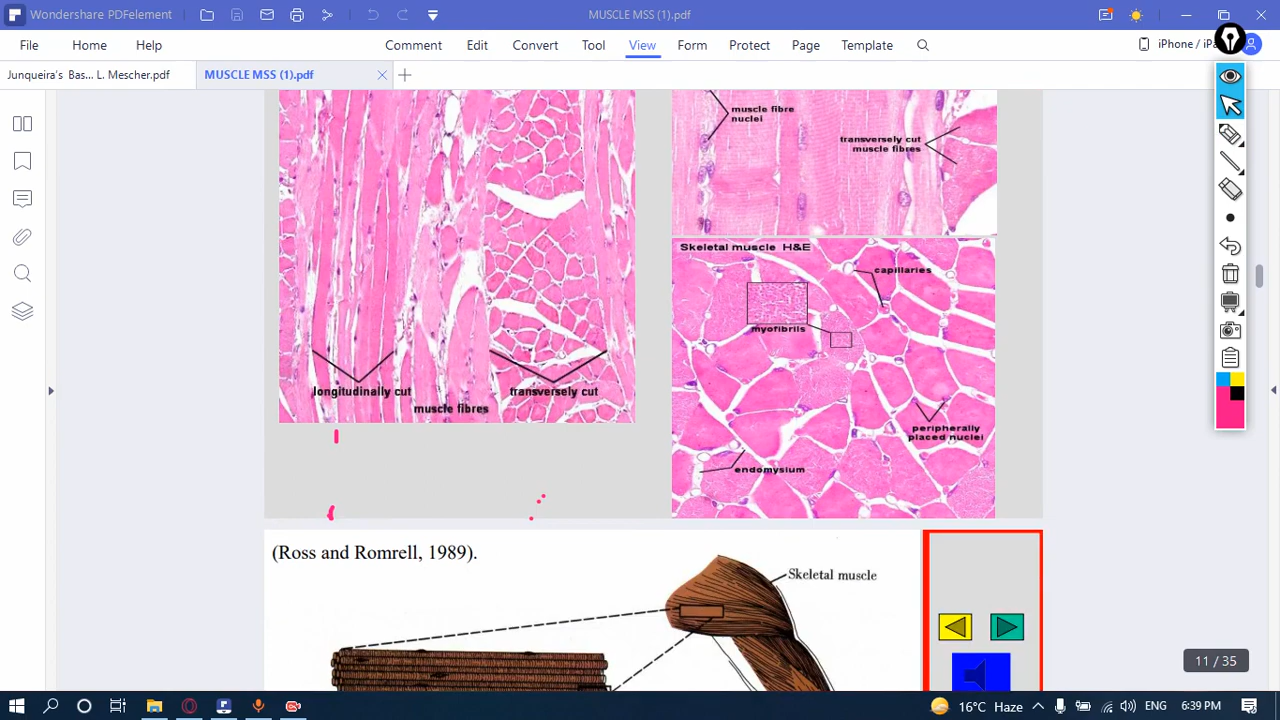 Wondershare PDFelement
MUSCLE MSS (1).pdf
File Home Help
Comment Edit Convert Tool View Form Protect Page Template
iPhone / iPa
Junqueira's Bas... L. Mescher.pdf
MUSCLE MSS (1).pdf
muscle fibre
nuclei
transversely cut
muscle fibres
longitudinally cut
transversely cut
muscle fibres
Skeletal muscle H&E
capillaries
myofibrils
peripherally
placed nuclei
endomysium
(Ross and Romrell, 1989).
Skeletal muscle
16°C Haze
ENG
6:39 PM